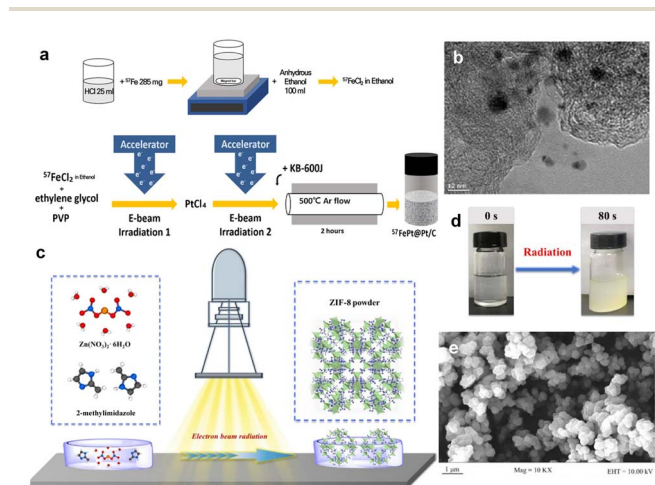 a
HCl 25 ml
+ ⁵⁷Fe 285 mg
+
Anhydrous
Ethanol
100 ml
⁵⁷FeCl₂ in Ethanol
Accelerator
e⁻ e⁻ e⁻ e⁻
Accelerator
e⁻ e⁻ e⁻ e⁻
⁵⁷FeCl₂ in Ethanol
+
ethylene glycol
+
PVP
E-beam
Irradiation 1
PtCl₄
E-beam
Irradiation 2
+ KB-600J
500℃ Ar flow
2 hours
⁵⁷FePt@Pt/C
b
12 nm
c
Zn(NO₃)₂· 6H₂O
2-methylimidazole
Electron beam radiation
ZIF-8 powder
d
0 s
Radiation
80 s
e
1 μm
Mag = 10 KX
EHT = 10.00 kV